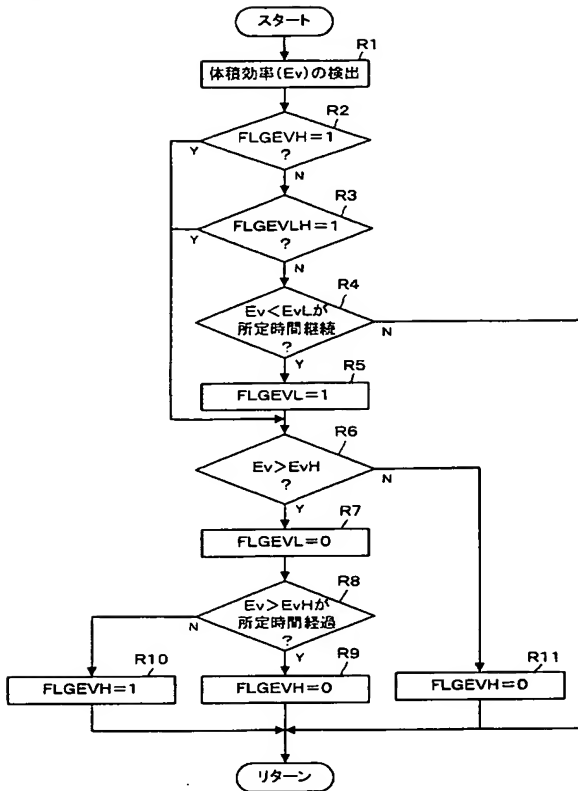 スタート
R1
体積効率(Ev)の検出
R2
FLGEVH=1
?
Y
N
R3
FLGEVLH=1
?
Y
N
R4
Ev<EvLが
所定時間継続
?
N
Y
R5
FLGEVL=1
R6
Ev>EvH
?
N
Y
R7
FLGEVL=0
R8
Ev>EvHが
所定時間経過
?
N
Y
R10
FLGEVH=1
R9
FLGEVH=0
R11
FLGEVH=0
リターン